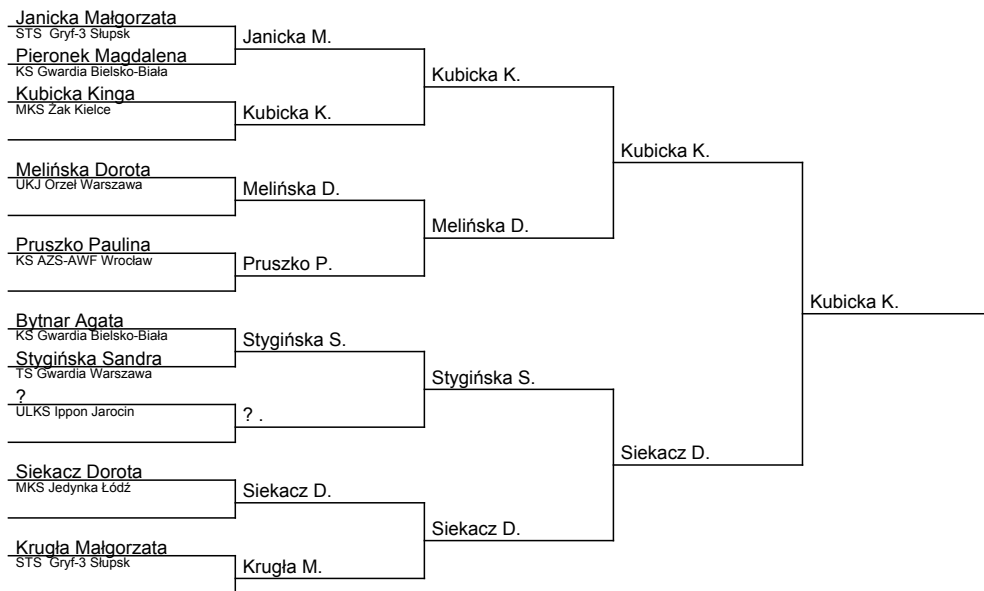 Janicka Małgorzata
STS  Gryf-3 Słupsk
Pieronek Magdalena
KS Gwardia Bielsko-Biała
Kubicka Kinga
MKS Żak Kielce
Melińska Dorota
UKJ Orzeł Warszawa
Pruszko Paulina
KS AZS-AWF Wrocław
Bytnar Agata
KS Gwardia Bielsko-Biała
Stygińska Sandra
TS Gwardia Warszawa
?
ULKS Ippon Jarocin
Siekacz Dorota
MKS Jedynka Łódź
Krugła Małgorzata
STS  Gryf-3 Słupsk
Janicka M.
Kubicka K.
Melińska D.
Pruszko P.
Stygińska S.
? .
Siekacz D.
Krugła M.
Kubicka K.
Melińska D.
Stygińska S.
Siekacz D.
Kubicka K.
Siekacz D.
Kubicka K.